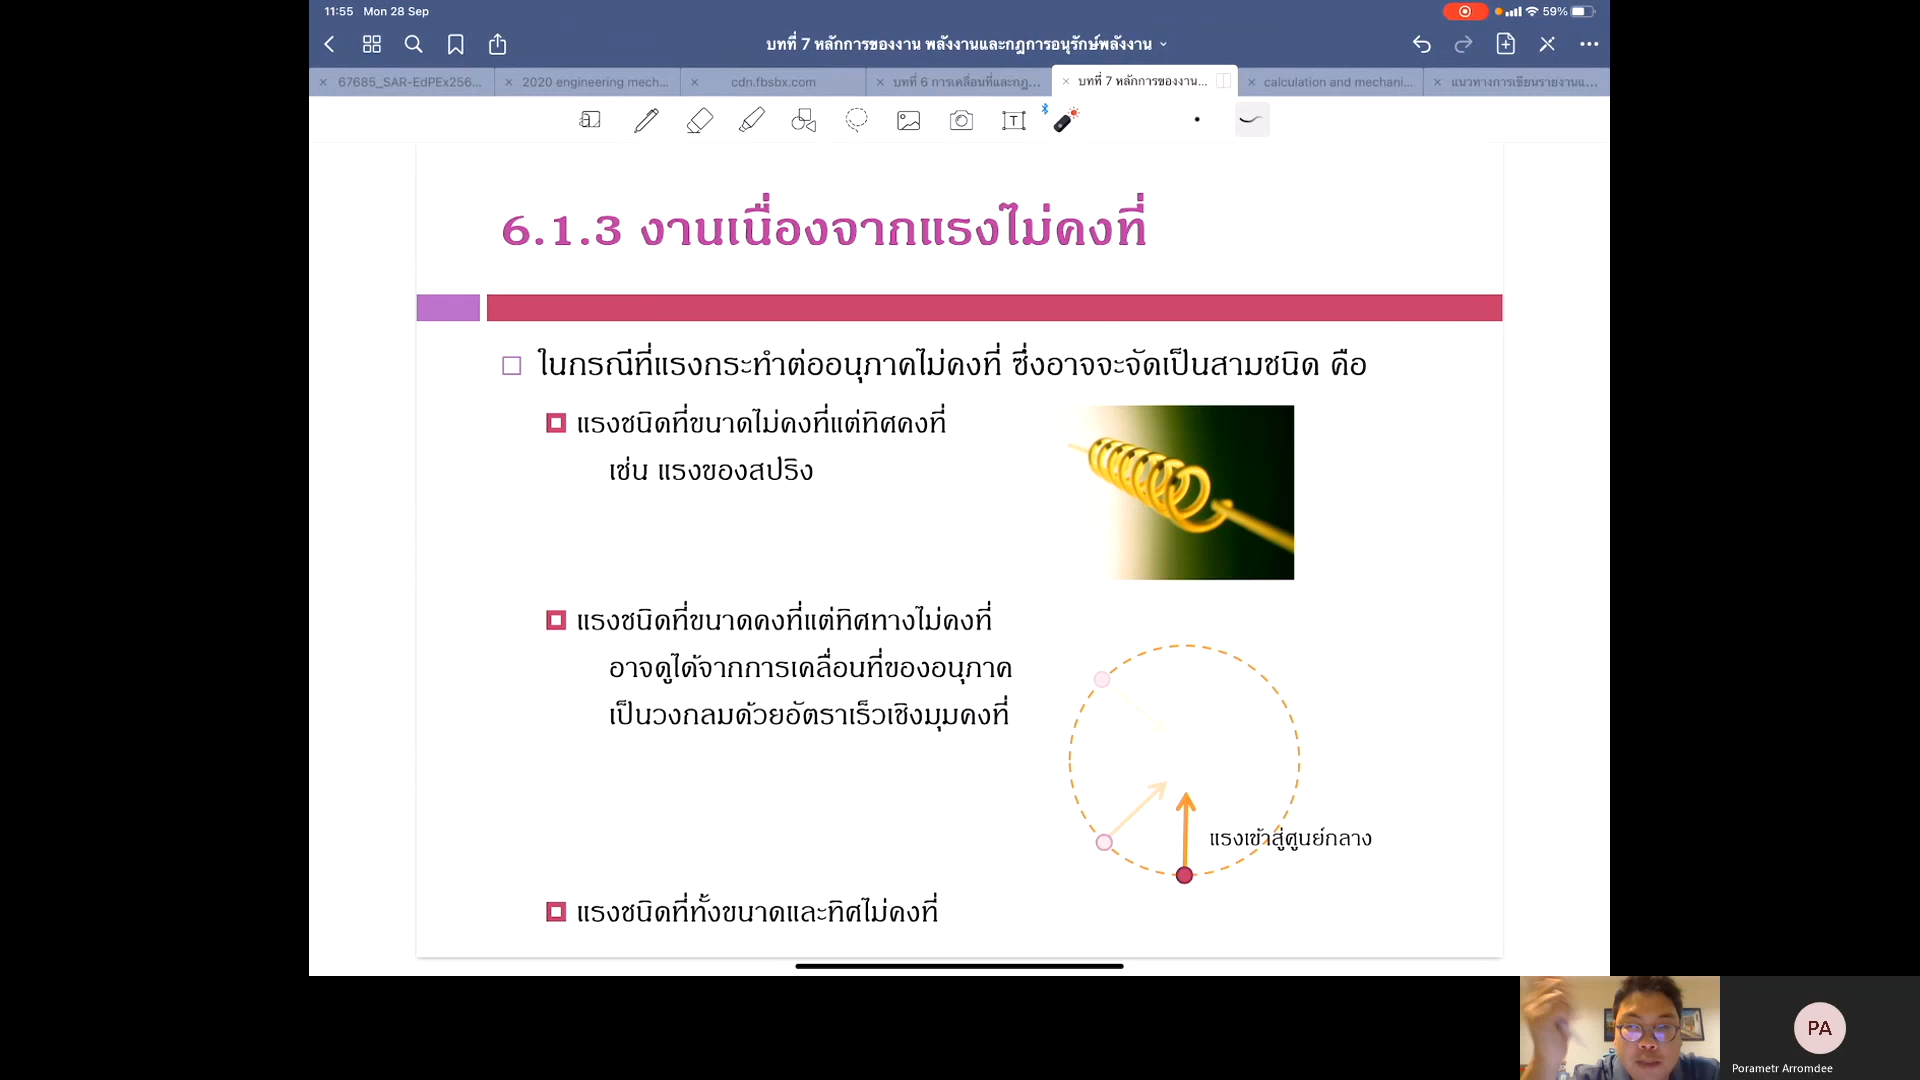 11:55 Mon 28 Sep
59%
บทที่ 7 หลักการของงาน พลังงานและกฎการอนุรักษ์พลังงาน
67685_SAR-EdPEx256...
2020 engineering mech...
cdn.fbsbx.com
บทที่ 6 การเคลื่อนที่และกฎ...
บทที่ 7 หลักการของงาน...
calculation and mechani...
แนวทางการเขียนรายงานแ...
T
6.1.3 งานเนื่องจากแรงไม่คงที่
ในกรณีที่แรงกระทำต่ออนุภาคไม่คงที่ ซึ่งอาจจะจัดเป็นสามชนิด คือ
แรงชนิดที่ขนาดไม่คงที่แต่ทิศคงที่
เช่น แรงของสปริง
แรงชนิดที่ขนาดคงที่แต่ทิศทางไม่คงที่
อาจดูได้จากการเคลื่อนที่ของอนุภาค
เป็นวงกลมด้วยอัตราเร็วเชิงมุมคงที่
แรงเข้าสู่ศูนย์กลาง
แรงชนิดที่ทั้งขนาดและทิศไม่คงที่
PA
Porametr Arromdee